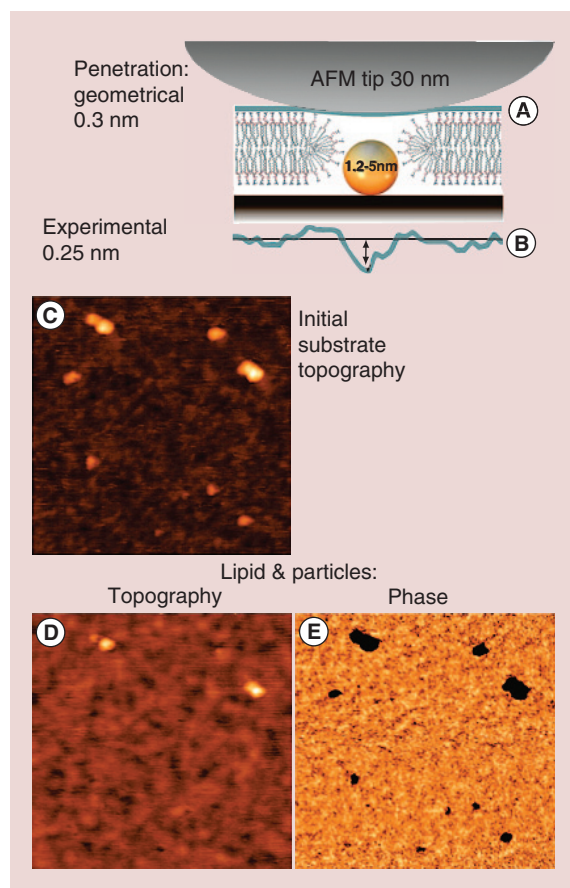 Penetration:
geometrical
0.3 nm
AFM tip 30 nm
A
1.2-5nm
Experimental
0.25 nm
B
C
Initial
substrate
topography
Lipid & particles:
Topography
Phase
D
E